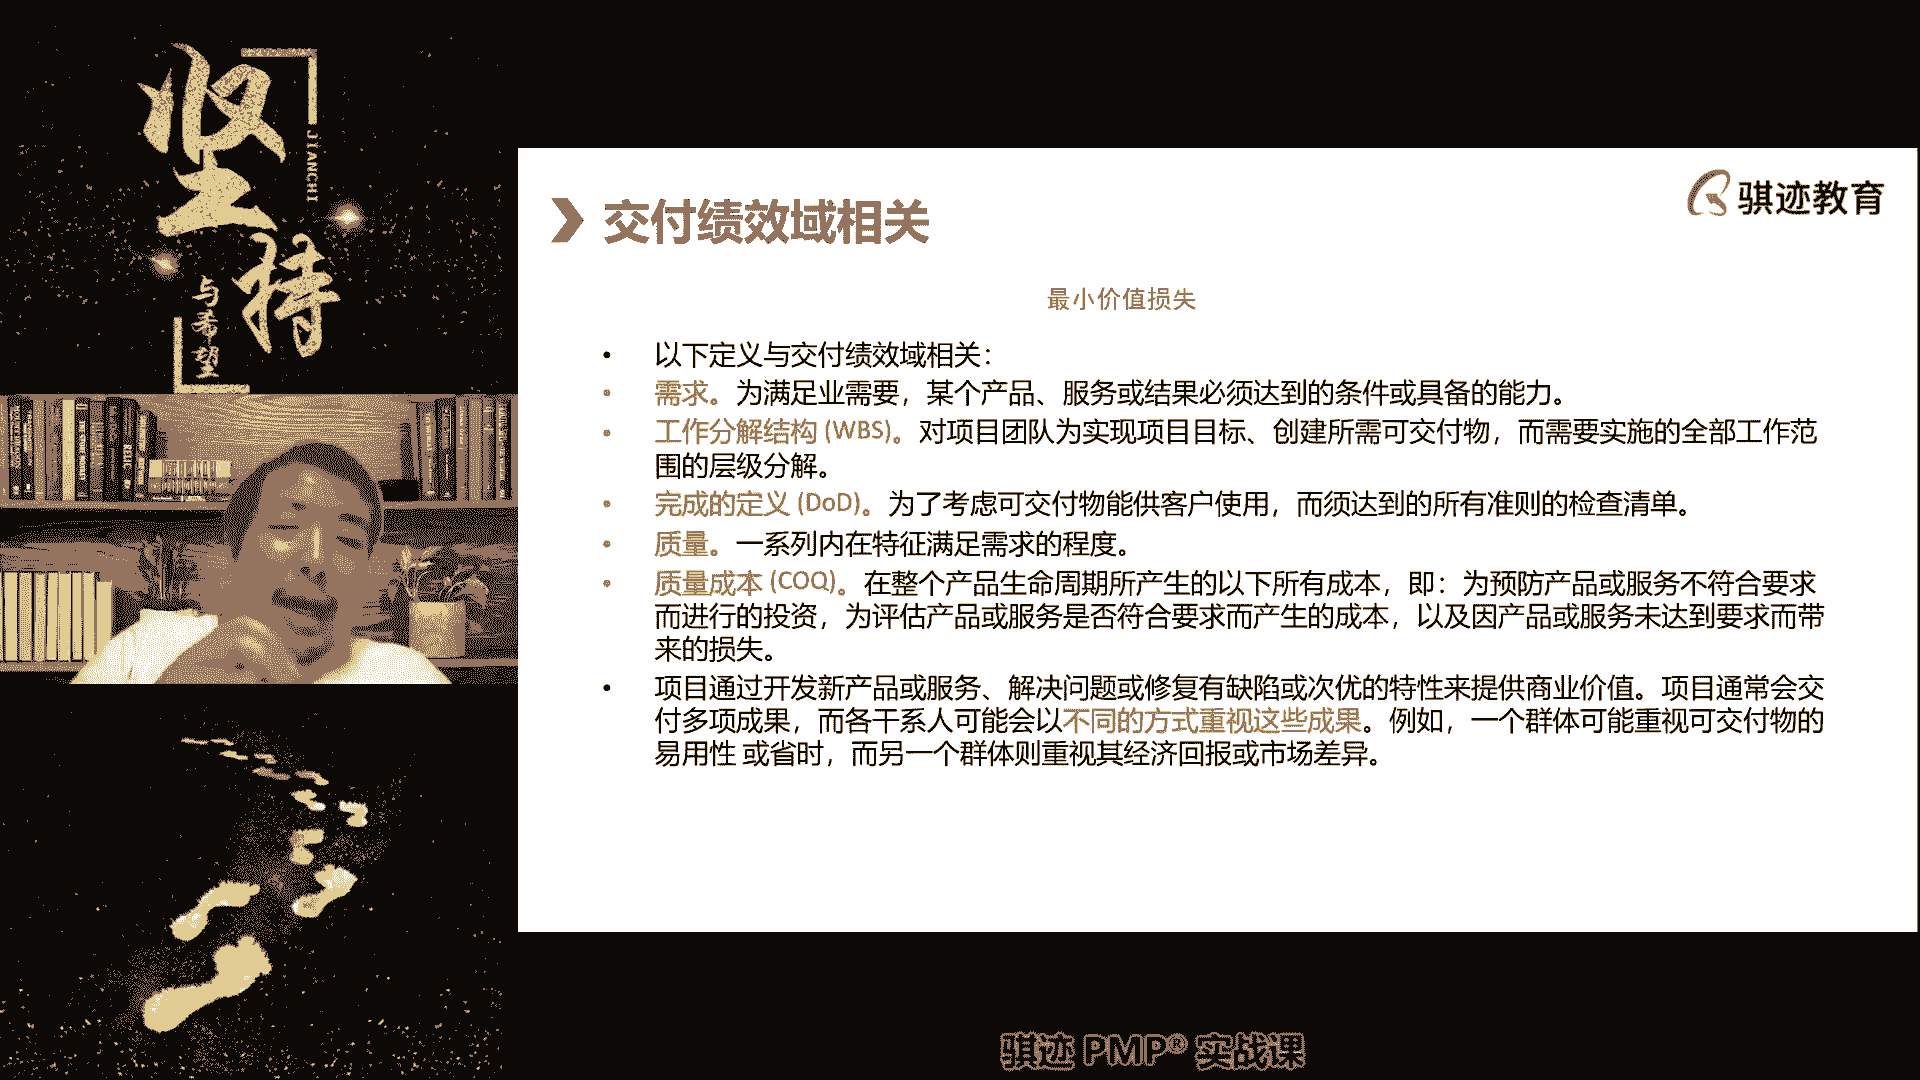 坚持
JIANCHI
与希望
骐迹教育
交付绩效域相关
最小价值损失
• 以下定义与交付绩效域相关：
• 需求。为满足业需要，某个产品、服务或结果必须达到的条件或具备的能力。
• 工作分解结构 (WBS)。对项目团队为实现项目目标、创建所需可交付物，而需要实施的全部工作范
围的层级分解。
• 完成的定义 (DoD)。为了考虑可交付物能供客户使用，而须达到的所有准则的检查清单。
• 质量。一系列内在特征满足需求的程度。
• 质量成本 (COQ)。在整个产品生命周期所产生的以下所有成本，即：为预防产品或服务不符合要求
而进行的投资，为评估产品或服务是否符合要求而产生的成本，以及因产品或服务未达到要求而带
来的损失。
• 项目通过开发新产品或服务、解决问题或修复有缺陷或次优的特性来提供商业价值。项目通常会交
付多项成果，而各干系人可能会以不同的方式重视这些成果。例如，一个群体可能重视可交付物的
易用性 或省时，而另一个群体则重视其经济回报或市场差异。
骐迹 PMP® 实战课